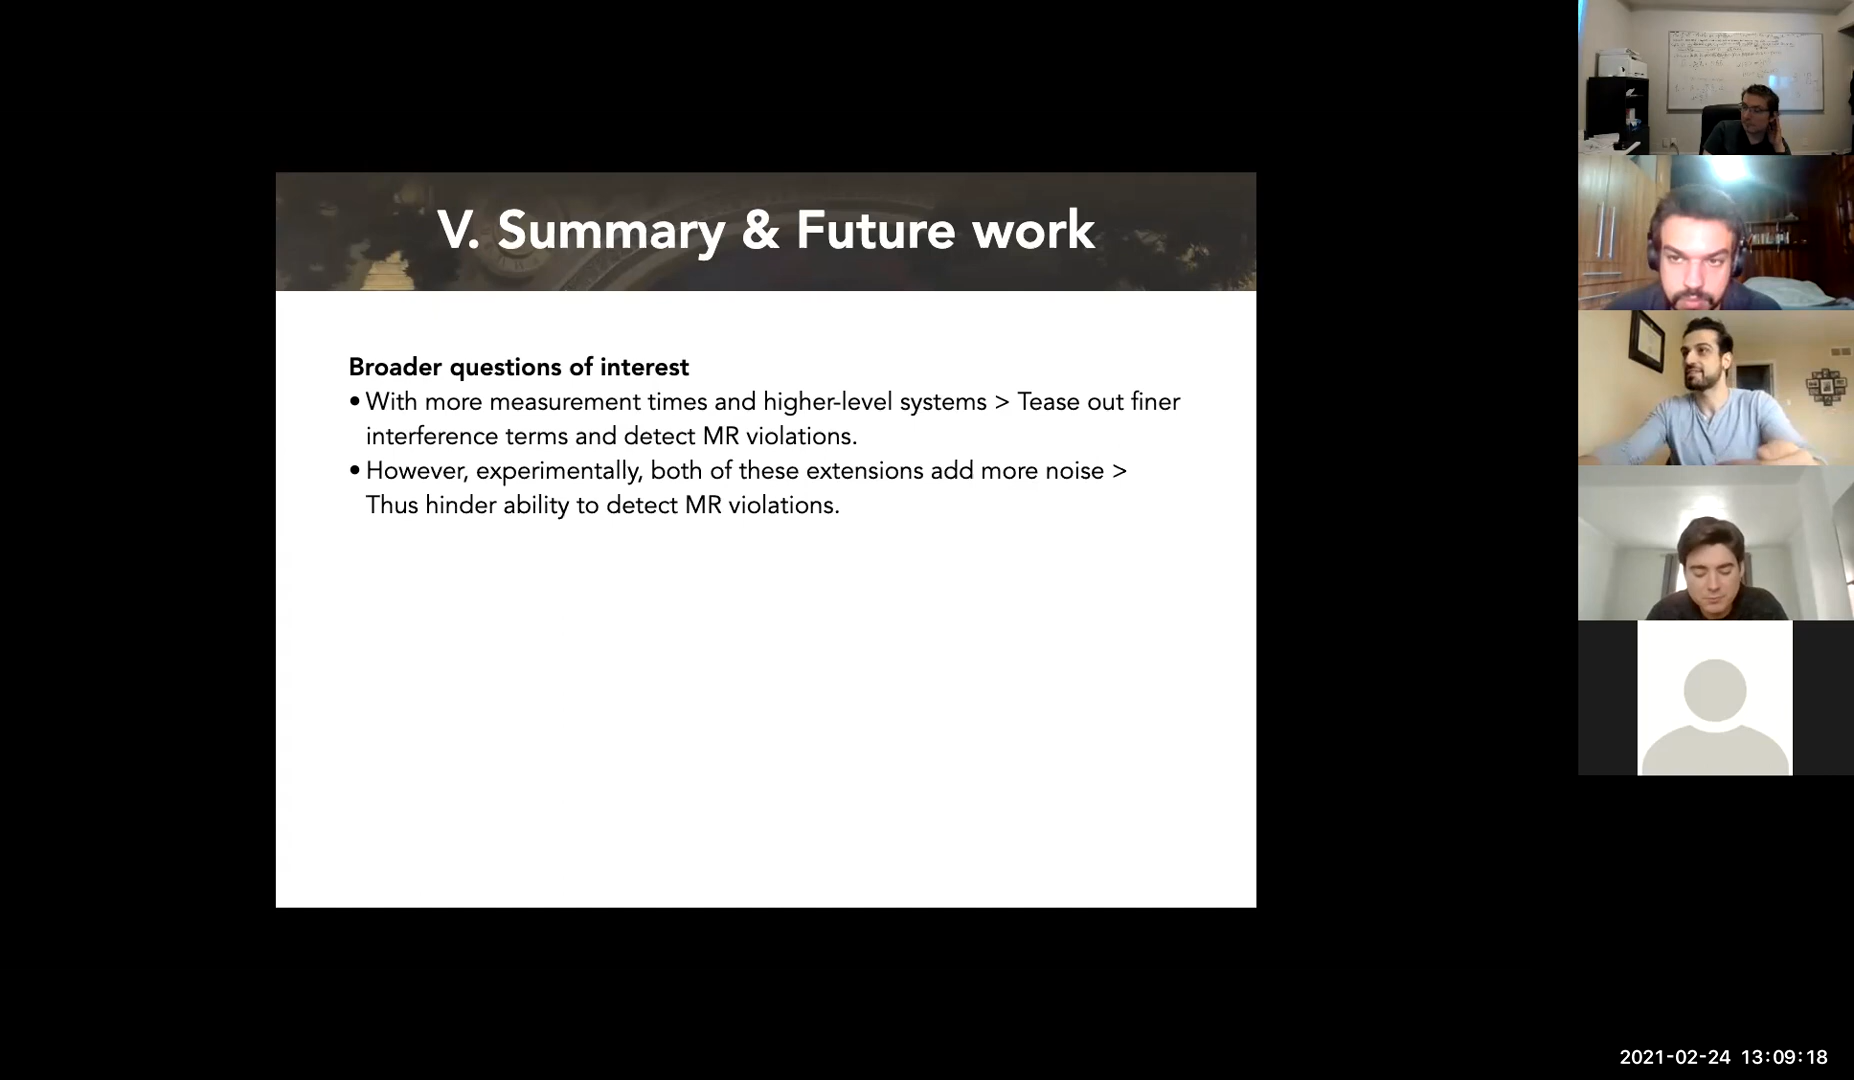 V. Summary & Future work
Broader questions of interest
• With more measurement times and higher-level systems > Tease out finer
interference terms and detect MR violations.
• However, experimentally, both of these extensions add more noise >
Thus hinder ability to detect MR violations.
2021-02-24 13:09:18